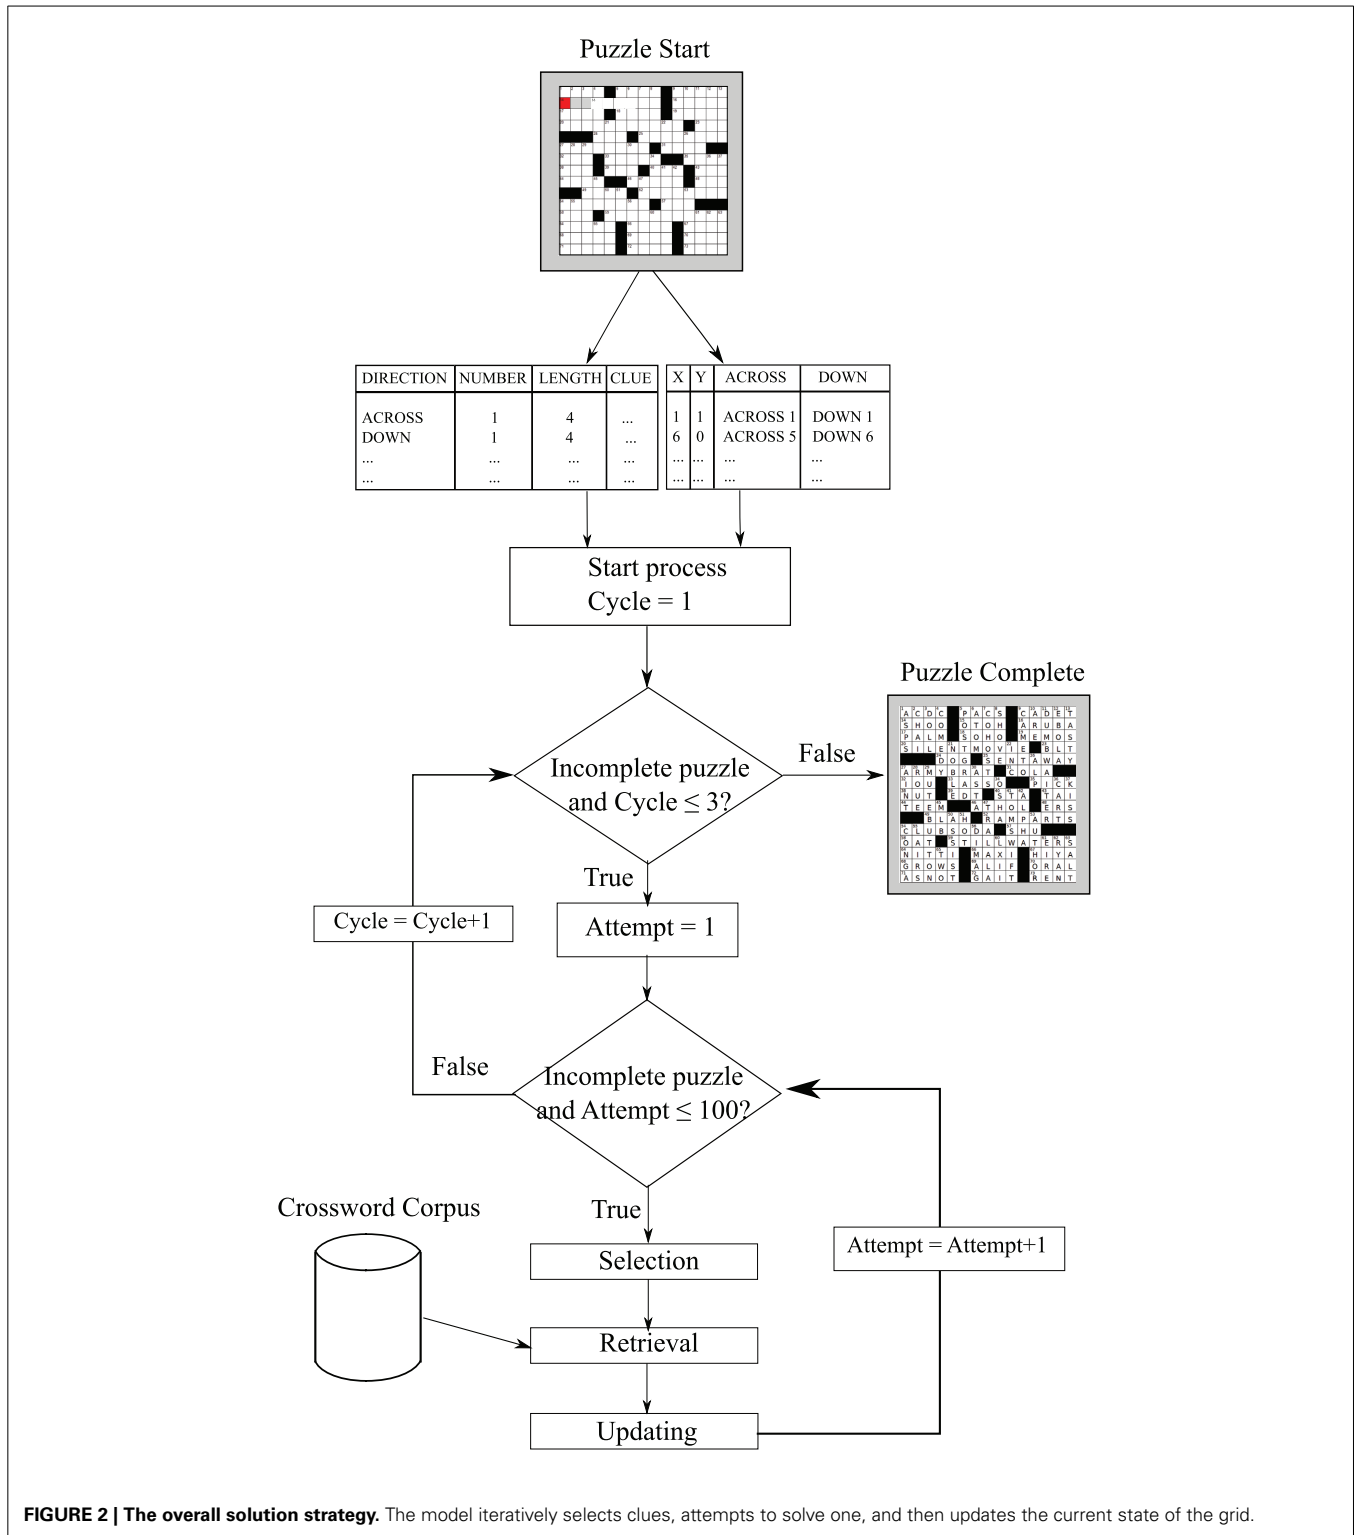 Puzzle Start
DIRECTION NUMBER LENGTH CLUE
ACROSS 1 4 ...
DOWN 1 4 ...
... ... ... ...
... ... ... ...
X Y ACROSS DOWN
1 1 ACROSS 1 DOWN 1
6 0 ACROSS 5 DOWN 6
... ... ... ...
... ... ... ...
Start process
Cycle = 1
Puzzle Complete
A C D C P A C S C A D E T
S H O O O T O H A R U B A
P A L M S O H O M E M O S
S I L E N T M O V I E B L T
D O G S E N T A W A Y
A R M Y B R A T C O L A
I O U L A S S O P I C K
N U T E D T S T A T A I
T E E M A T H O L E R S
B L A H R A M P A R T S
C L U B S O D A S H U
O A T S T I L L W A T E R S
N I T T I M A X I H I Y A
G R O W S A L I F O R A L
A S N O T G A I T R E N T
False
Incomplete puzzle
and Cycle ≤ 3?
True
Cycle = Cycle+1
Attempt = 1
False
Incomplete puzzle
and Attempt ≤ 100?
True
Crossword Corpus
Selection
Attempt = Attempt+1
Retrieval
Updating
FIGURE 2 | The overall solution strategy. The model iteratively selects clues, attempts to solve one, and then updates the current state of the grid.